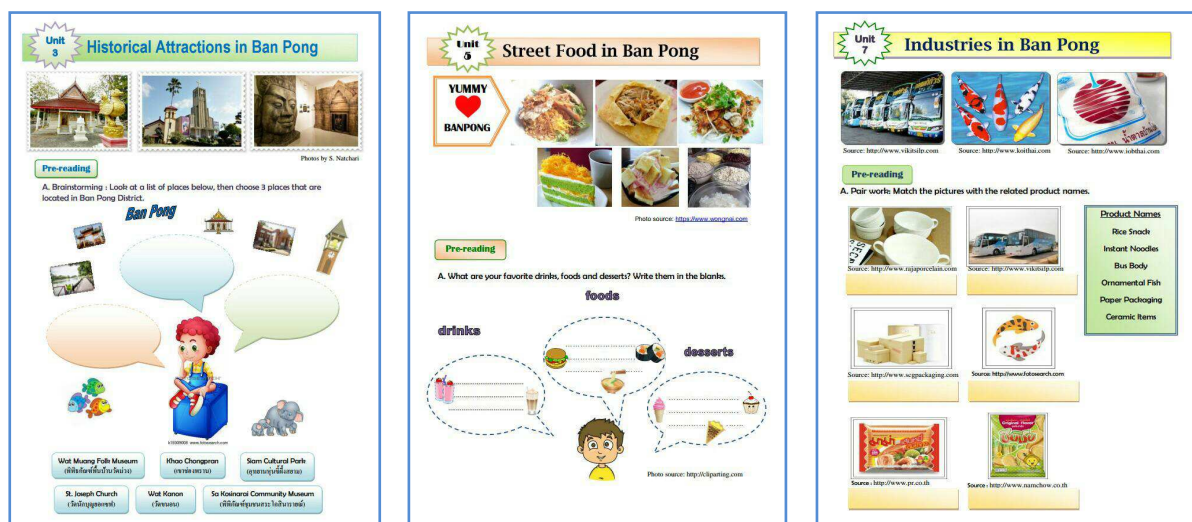 Unit
3
Historical Attractions in Ban Pong
Photos by S. Natchari
Pre-reading
A. Brainstorming : Look at a list of places below, then choose 3 places that are
located in Ban Pong District.
Ban Pong
Wat Muang Folk Museum
(พิพิธภัณฑ์พื้นบ้านวัดม่วง)
Khao Chongpran
(เขาช่องพราน)
Siam Cultural Park
(อุทยานหุ่นขี้ผึ้งสยาม)
St. Joseph Church
(วัดนักบุญยอเซฟ)
Wat Kanon
(วัดขนอน)
Sa Kosinarai Community Museum
(พิพิธภัณฑ์ชุมชนสระโกสินารายณ์)
Unit
5
Street Food in Ban Pong
YUMMY
BANPONG
Photo source: https://www.wongnai.com
Pre-reading
A. What are your favorite drinks, foods and desserts? Write them in the blanks.
foods
drinks
desserts
Photo source: http://cliparting.com
Unit
7
Industries in Ban Pong
Source: http://www.vikitsilp.com
Source: http://www.koithai.com
Source: http://www.iobthai.com
Pre-reading
A. Pair work: Match the pictures with the related product names.
Source: http://www.rajaporcelain.com
Source: http://www.vikitsilp.com
Source: http://www.scgpackaging.com
Source: http://www.fotosearch.com
Source : http://www.pr.co.th
Source : http://www.namchow.co.th
Product Names
Rice Snack
Instant Noodles
Bus Body
Ornamental Fish
Paper Packaging
Ceramic Items